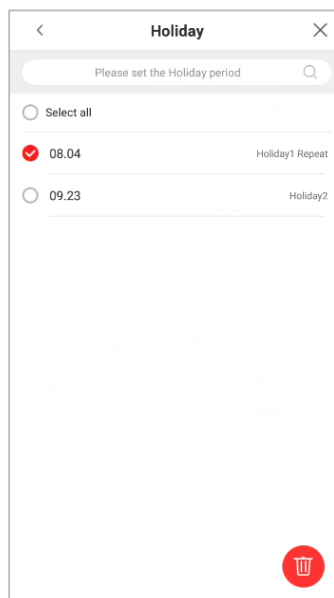 Holiday
Please set the Holiday period
Select all
08.04 Holiday1 Repeat
09.23 Holiday2